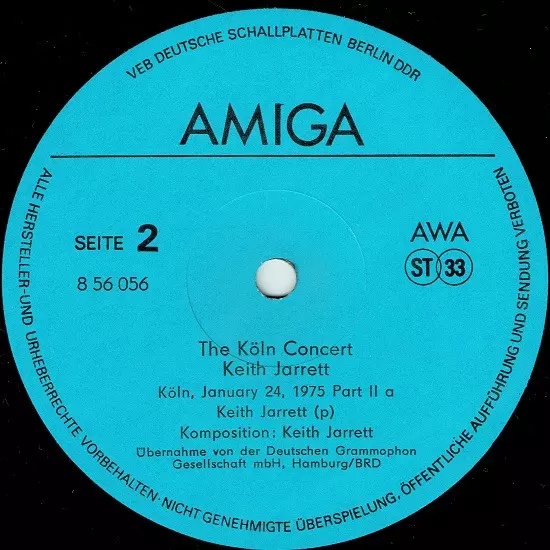 VEB DEUTSCHE SCHALLPLATTEN BERLIN DDR
AMIGA
SEITE 2
8 56 056
AWA
ST 33
The Köln Concert
Keith Jarrett
Köln, January 24, 1975 Part II a
Keith Jarrett (p)
Komposition: Keith Jarrett
Übernahme von der Deutschen Grammophon
Gesellschaft mbH, Hamburg/BRD
ALLE HERSTELLER-UND URHEBERRECHTE VORBEHALTEN·NICHT GENEHMIGTE ÜBERSPIELUNG, ÖFFENTLICHE AUFFÜHRUNG UND SENDUNG VERBOTEN